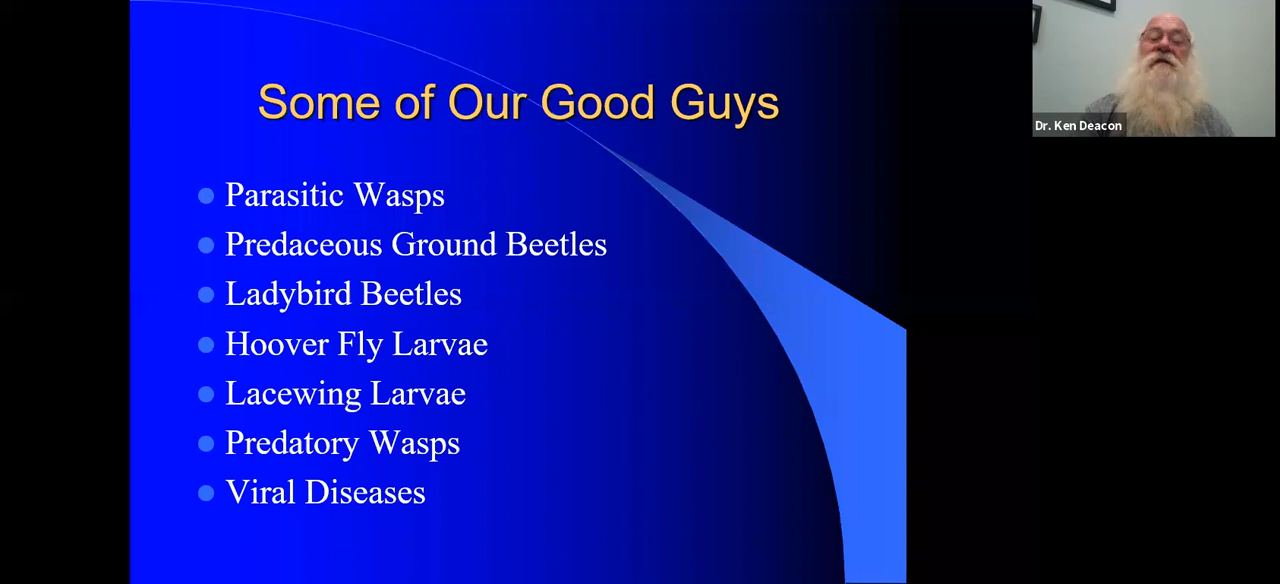 Some of Our Good Guys
Parasitic Wasps
Predaceous Ground Beetles
Ladybird Beetles
Hoover Fly Larvae
Lacewing Larvae
Predatory Wasps
Viral Diseases
Dr. Ken Deacon